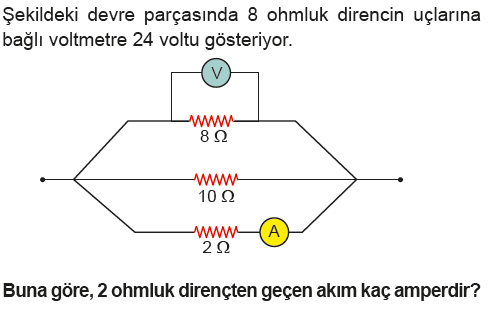 Şekildeki devre parçasında 8 ohmluk direncin uçlarına
bağlı voltmetre 24 voltu gösteriyor.
V
8 Ω
10 Ω
2 Ω
A
Buna göre, 2 ohmluk dirençten geçen akım kaç amperdir?